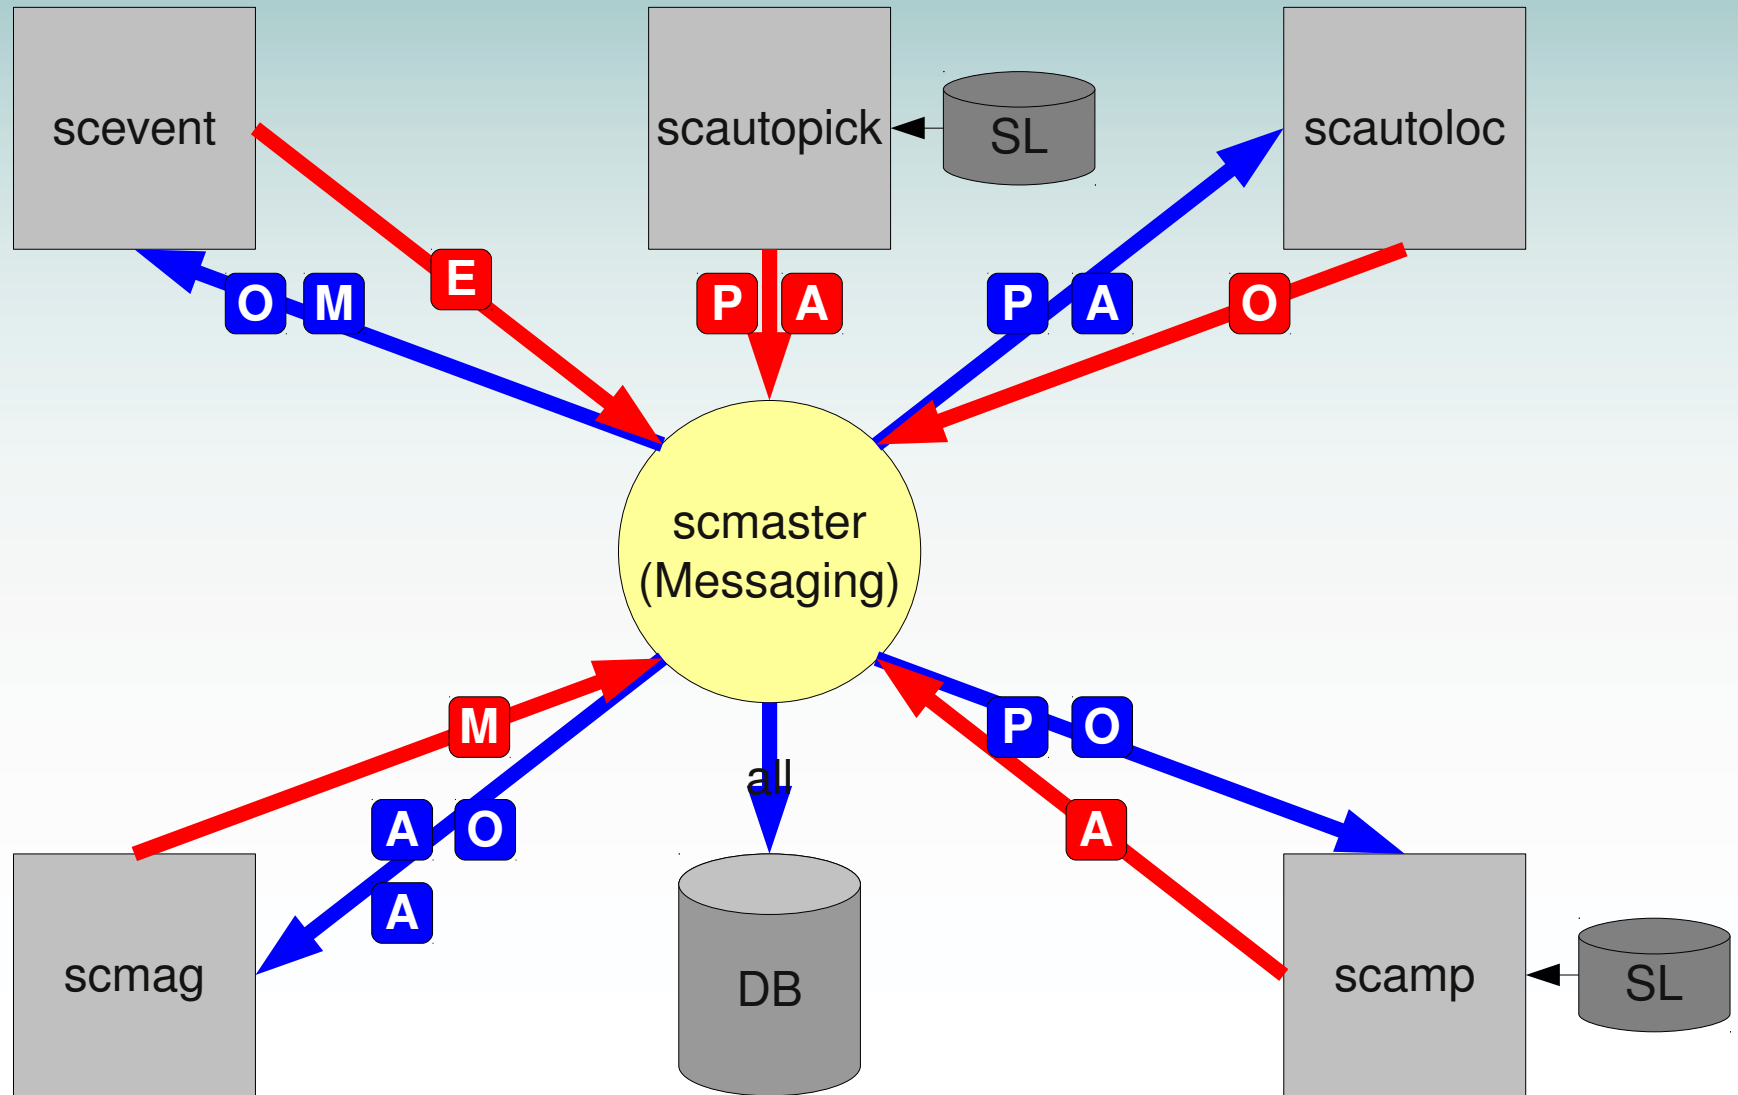 scevent
scautopick
SL
scautoloc
E
O M
P A
P A
O
scmaster
(Messaging)
M
P O
all
A O
A
A
scmag
DB
scamp
SL